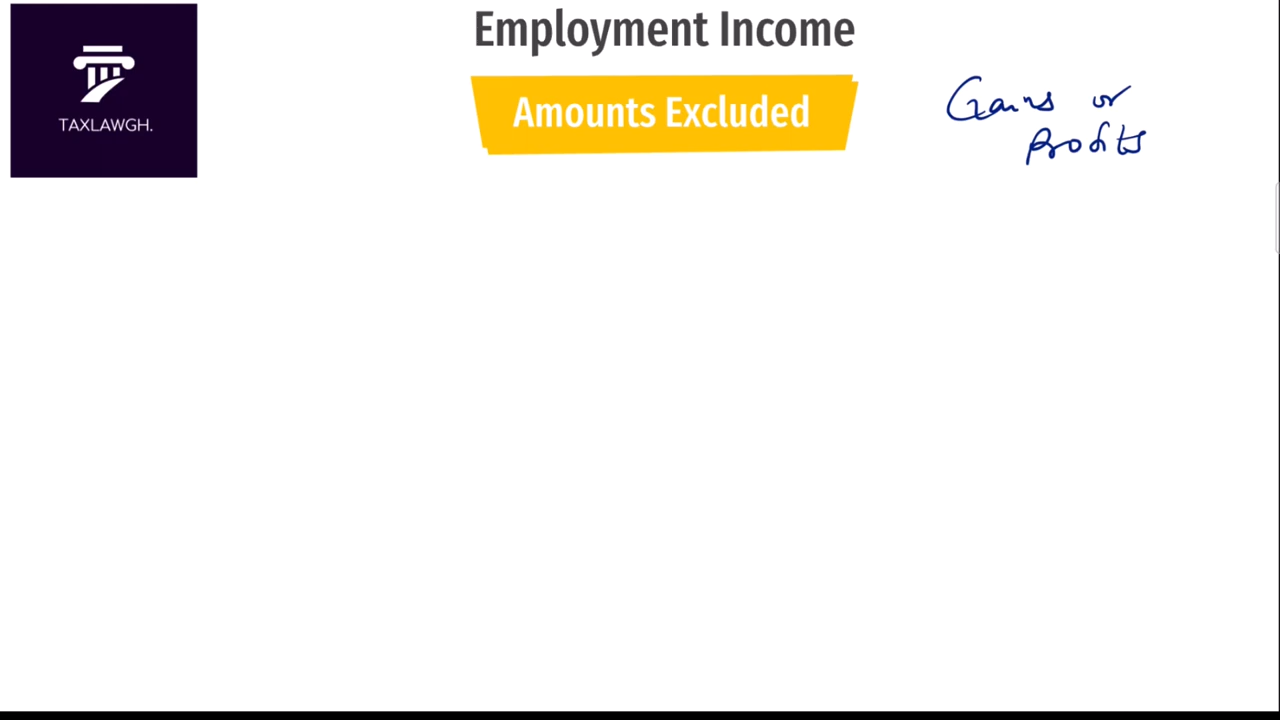 Employment Income
Amounts Excluded
Gains or
Profits
TAXLAWGH.